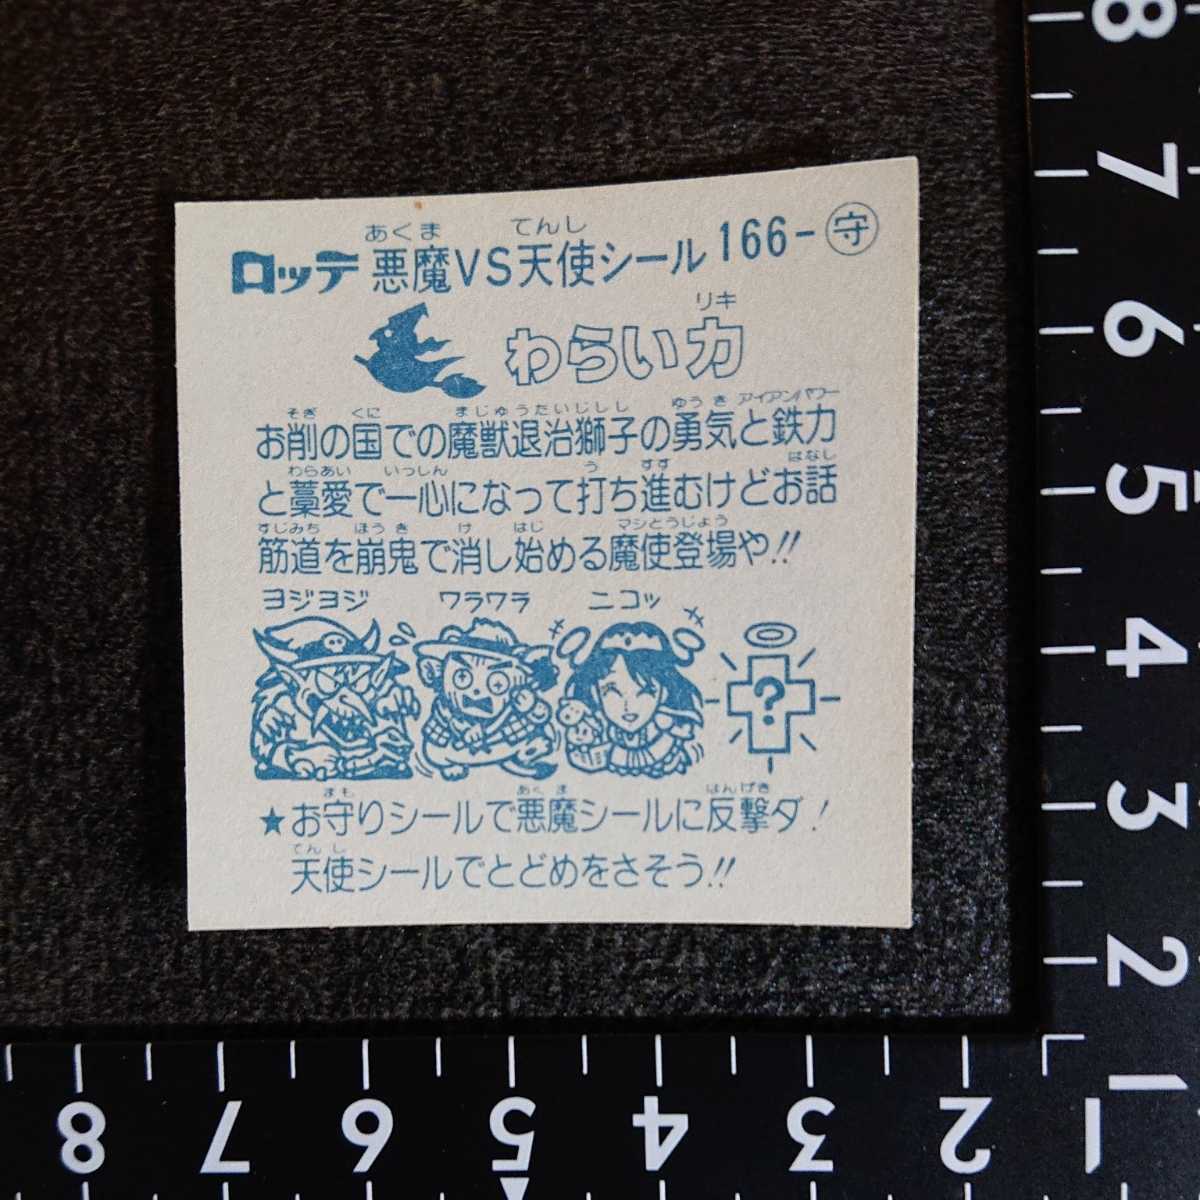 あくま てんし
ロッテ 悪魔VS天使シール 166-守
リキ
わらい力
そぎ くに まじゅうたいじしし ゆうき アイアンパワー
お削の国での魔獣退治獅子の勇気と鉄力
わらあい いっしん う すす はなし
と藁愛で一心になって打ち進むけどお話
すじみち ほうき け はじ マシとうじょう
筋道を崩鬼で消し始める魔使登場や!!
ヨジヨジ ワラワラ ニコッ
?
まも あくま はんげき
★お守りシールで悪魔シールに反撃ダ!
てんし
天使シールでとどめをさそう!!
8
7
6
5
4
3
2
1
8 7 6 5 4 3 2 1